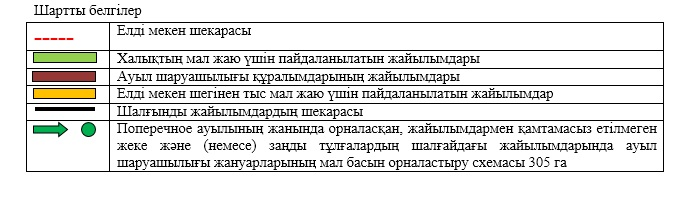 Шартты белгілер
Елді мекен шекарасы
Халықтың мал жаю үшін пайдаланылатын жайылымдары
Ауыл шаруашылығы құралымдарының жайылымдары
Елді мекен шегінен тыс мал жаю үшін пайдаланылатын жайылымдар
Шалғынды жайылымдардың шекарасы
Поперечное ауылының жанында орналасқан, жайылымдармен қамтамасыз етілмеген
жеке және (немесе) заңды тұлғалардың шалғайдағы жайылымдарында ауыл
шаруашылығы жануарларының мал басын орналастыру схемасы 305 га